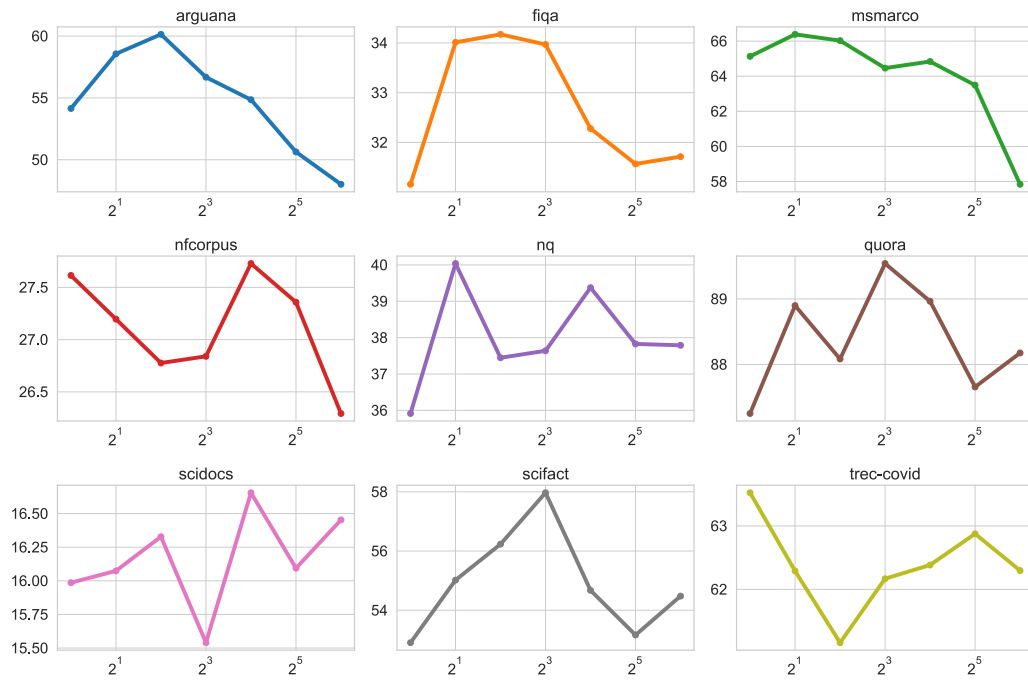 arguana fiqa msmarco
60
55
50
2^1 2^3 2^5
34
33
32
2^1 2^3 2^5
66
64
62
60
58
2^1 2^3 2^5
nfcorpus nq quora
27.5
27.0
26.5
2^1 2^3 2^5
40
39
38
37
36
2^1 2^3 2^5
89
88
2^1 2^3 2^5
scidocs scifact trec-covid
16.50
16.25
16.00
15.75
15.50
2^1 2^3 2^5
58
56
54
2^1 2^3 2^5
63
62
2^1 2^3 2^5